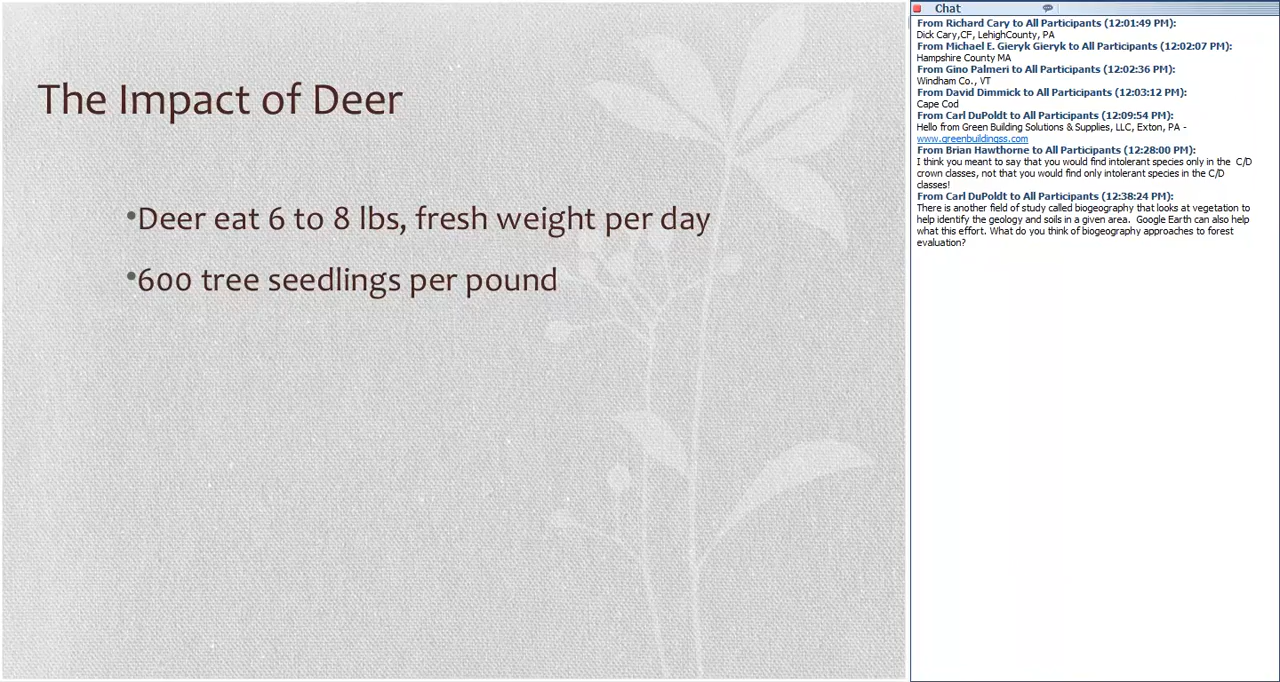 The Impact of Deer
•Deer eat 6 to 8 lbs, fresh weight per day
•600 tree seedlings per pound
Chat
From Richard Cary to All Participants (12:01:49 PM):
Dick Cary,CF, LehighCounty, PA
From Michael E. Gieryk Gieryk to All Participants (12:02:07 PM):
Hampshire County MA
From Gino Palmeri to All Participants (12:02:36 PM):
Windham Co., VT
From David Dimmick to All Participants (12:03:12 PM):
Cape Cod
From Carl DuPoldt to All Participants (12:09:54 PM):
Hello from Green Building Solutions & Supplies, LLC, Exton, PA -
www.greenbuildingss.com
From Brian Hawthorne to All Participants (12:28:00 PM):
I think you meant to say that you would find intolerant species only in the C/D
crown classes, not that you would find only intolerant species in the C/D
classes!
From Carl DuPoldt to All Participants (12:38:24 PM):
There is another field of study called biogeography that looks at vegetation to
help identify the geology and soils in a given area. Google Earth can also help
what this effort. What do you think of biogeography approaches to forest
evaluation?